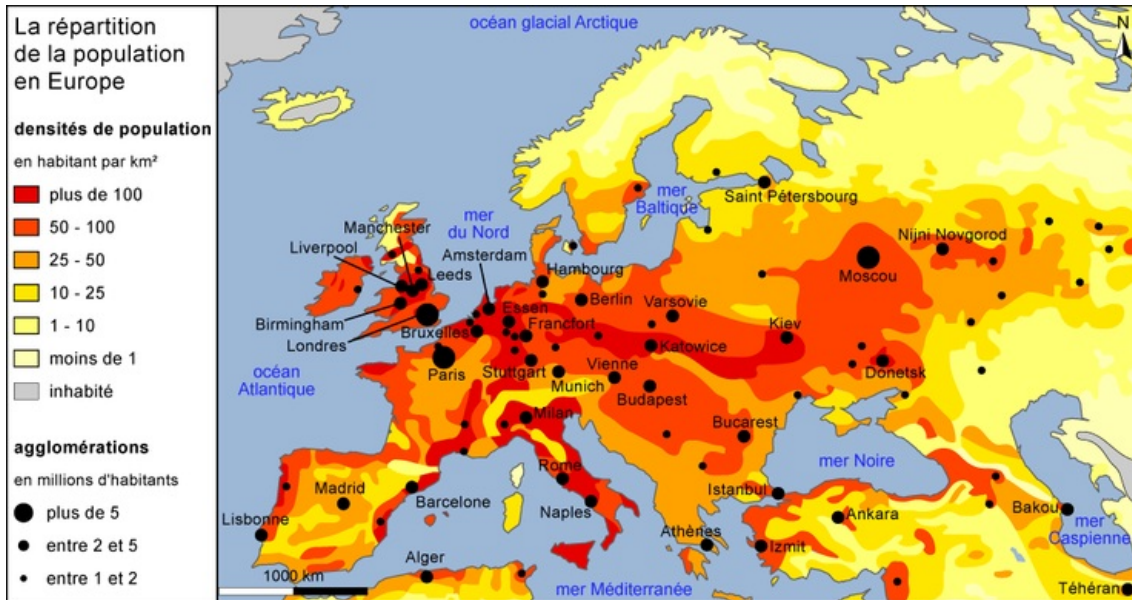 La répartition
de la population
en Europe
densités de population
en habitant par km²
plus de 100
50 - 100
25 - 50
10 - 25
1 - 10
moins de 1
inhabité
agglomérations
en millions d'habitants
plus de 5
entre 2 et 5
entre 1 et 2
océan glacial Arctique
N
mer
Baltique
Saint Pétersbourg
mer
du Nord
Manchester
Liverpool
Leeds
Amsterdam
Hambourg
Nijni Novgorod
Moscou
Birmingham
Londres
Essen
Berlin
Varsovie
Bruxelles
Francfort
Kiev
océan
Atlantique
Paris
Stuttgart
Vienne
Katowice
Donetsk
Munich
Budapest
Milan
Bucarest
mer Noire
Madrid
Barcelone
Rome
Istanbul
Ankara
Bakou
mer
Caspienne
Lisbonne
Naples
Athènes
Izmit
Alger
1000 km
mer Méditerranée
Téhéran